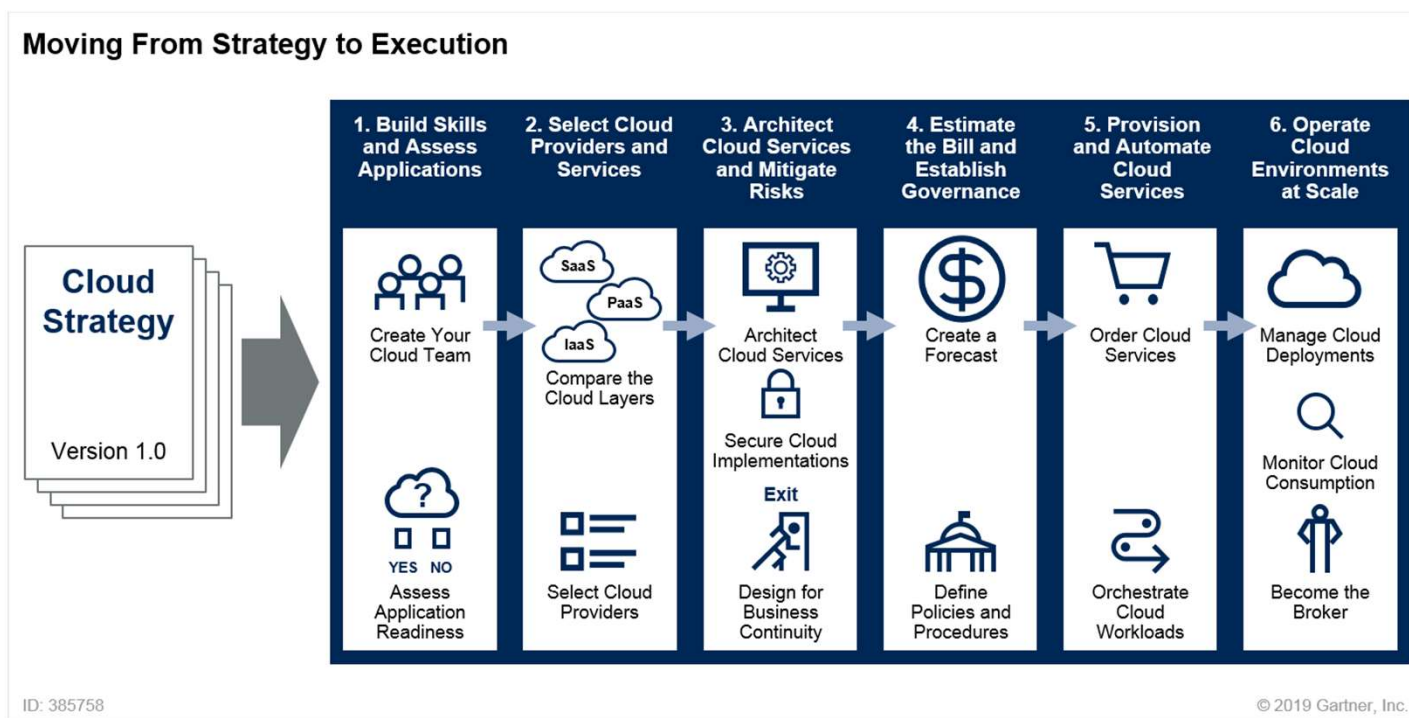 Moving From Strategy to Execution
Cloud
Strategy
Version 1.0
1. Build Skills
and Assess
Applications
Create Your
Cloud Team
?
YES NO
Assess
Application
Readiness
2. Select Cloud
Providers and
Services
SaaS
PaaS
IaaS
Compare the
Cloud Layers
Select Cloud
Providers
3. Architect
Cloud Services
and Mitigate
Risks
Architect
Cloud Services
Secure Cloud
Implementations
Exit
Design for
Business
Continuity
4. Estimate
the Bill and
Establish
Governance
$
Create a
Forecast
Define
Policies and
Procedures
5. Provision
and Automate
Cloud
Services
Order Cloud
Services
Orchestrate
Cloud
Workloads
6. Operate
Cloud
Environments
at Scale
Manage Cloud
Deployments
Monitor Cloud
Consumption
Become the
Broker
ID: 385758
© 2019 Gartner, Inc.